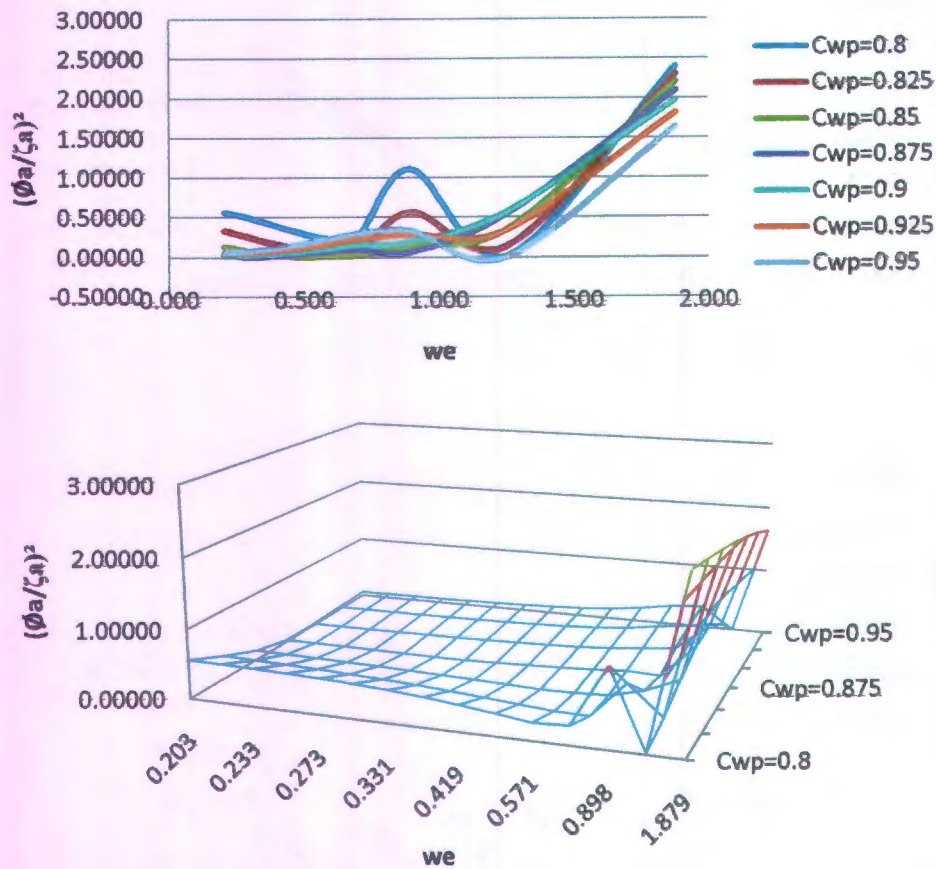 3.00000
2.50000
2.00000
1.50000
1.00000
0.50000
0.00000
-0.50000
0.000
0.500
1.000
1.500
2.000
(Øa/ζa)²
we
Cwp=0.8
Cwp=0.825
Cwp=0.85
Cwp=0.875
Cwp=0.9
Cwp=0.925
Cwp=0.95
3.00000
2.00000
1.00000
0.00000
(Øa/ζa)²
0.203
0.233
0.273
0.331
0.419
0.571
0.898
1.879
we
Cwp=0.95
Cwp=0.875
Cwp=0.8